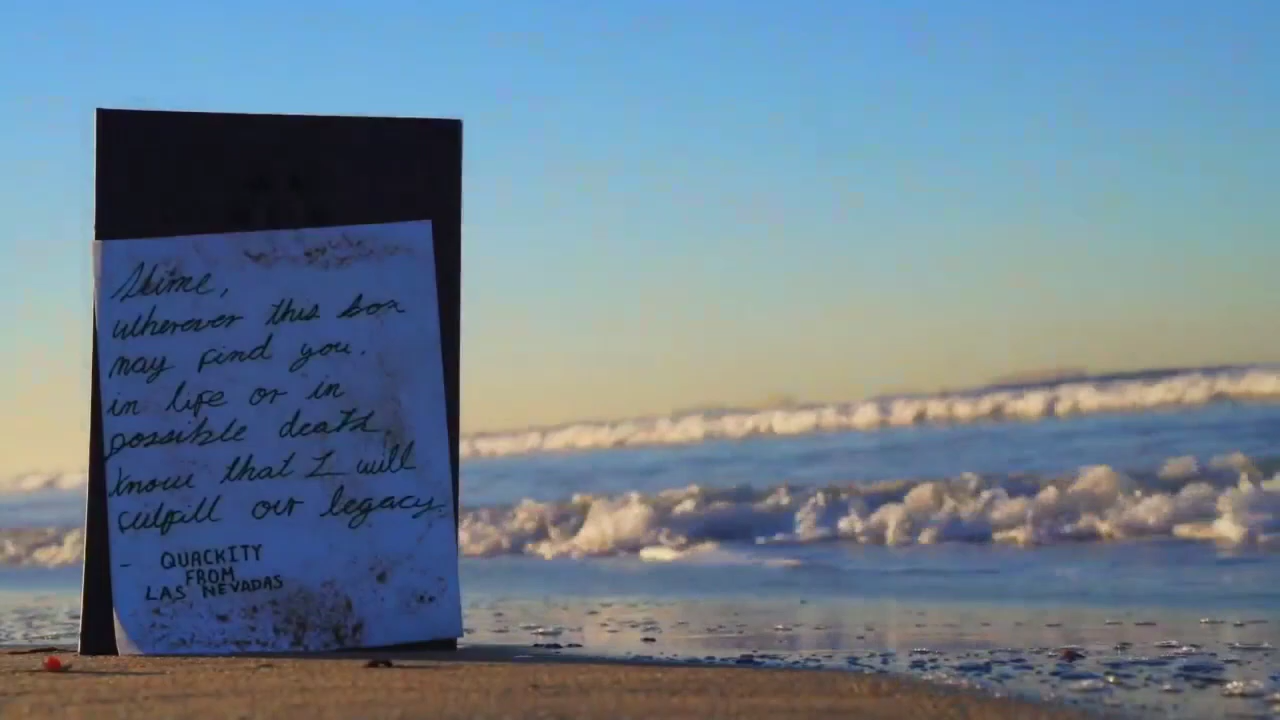 Slime,
wherever this box
may find you.
in life or in
possible death.
know that I will
fulfill our legacy.
- QUACKITY
FROM
LAS NEVADAS